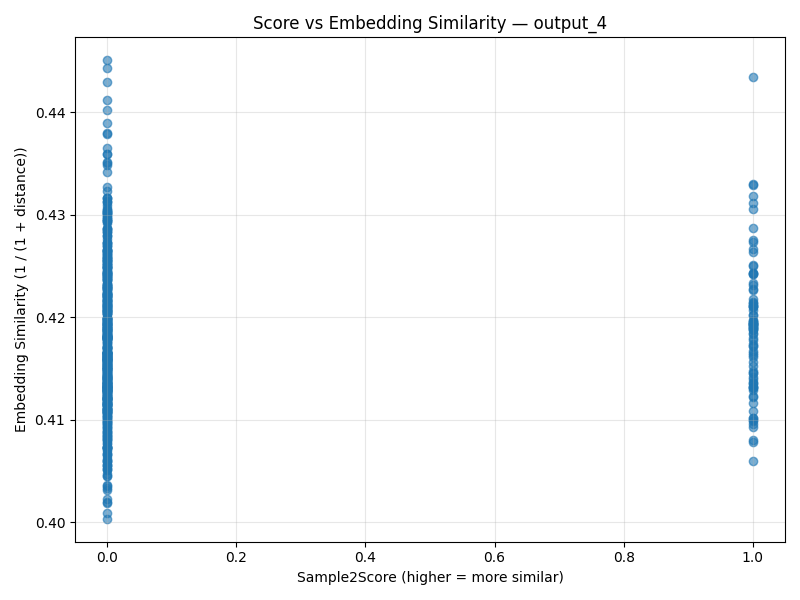 Score vs Embedding Similarity — output_4
Embedding Similarity (1 / (1 + distance))
0.44
0.43
0.42
0.41
0.40
0.0 0.2 0.4 0.6 0.8 1.0
Sample2Score (higher = more similar)